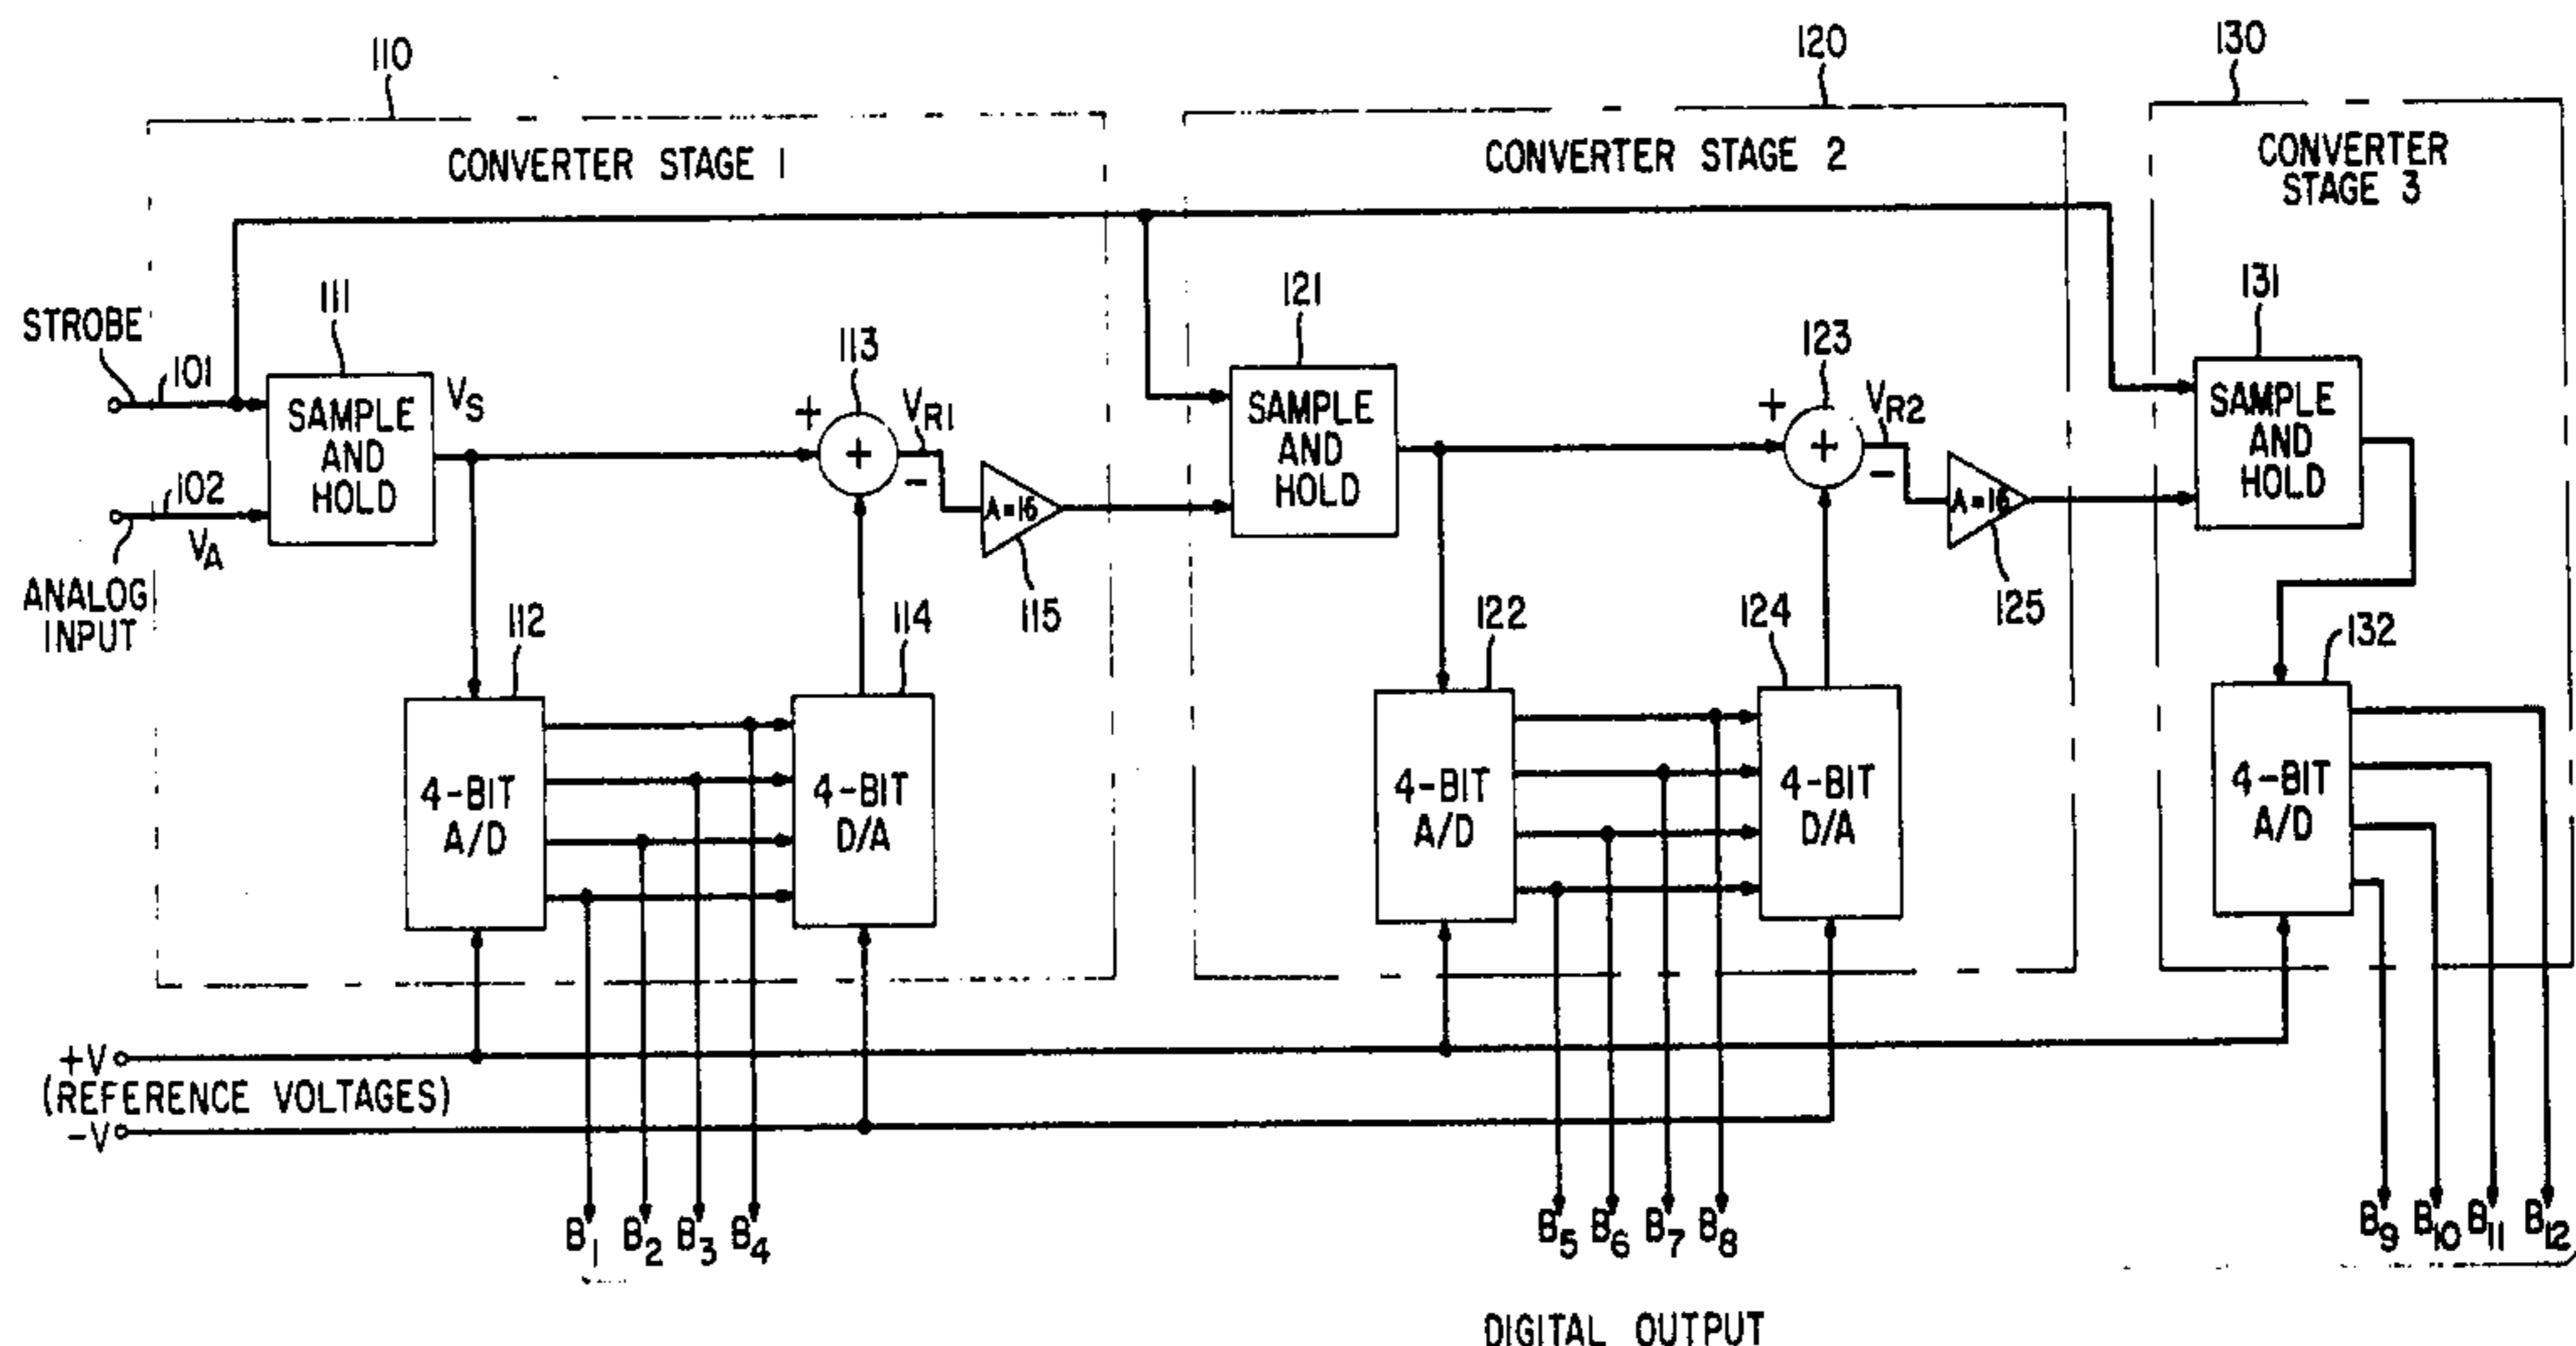 110
120
130
CONVERTER STAGE 1
CONVERTER STAGE 2
CONVERTER
STAGE 3
STROBE
101
111
SAMPLE
AND
HOLD
VS
102
VA
ANALOG
INPUT
+
113
+
-
VR1
A=16
115
112
4-BIT
A/D
114
4-BIT
D/A
121
SAMPLE
AND
HOLD
+
123
+
-
VR2
A=16
125
122
4-BIT
A/D
124
4-BIT
D/A
131
SAMPLE
AND
HOLD
132
4-BIT
A/D
+V
(REFERENCE VOLTAGES)
-V
B1 B2 B3 B4
B5 B6 B7 B8
B9 B10 B11 B12
DIGITAL OUTPUT